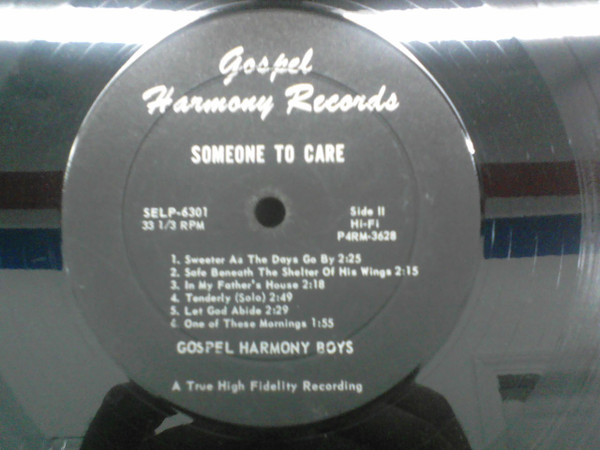 Gospel
Harmony Records
SOMEONE TO CARE
SELP-6301
33 1/3 RPM
Side II
Hi-Fi
P4RM-3628
1. Sweeter As The Days Go By 2:25
2. Safe Beneath The Shelter Of His Wings 2:15
3. In My Father's House 2:18
4. Tenderly (Solo) 2:49
5. Let God Abide 2:29
6. One of These Mornings 1:55
GOSPEL HARMONY BOYS
A True High Fidelity Recording